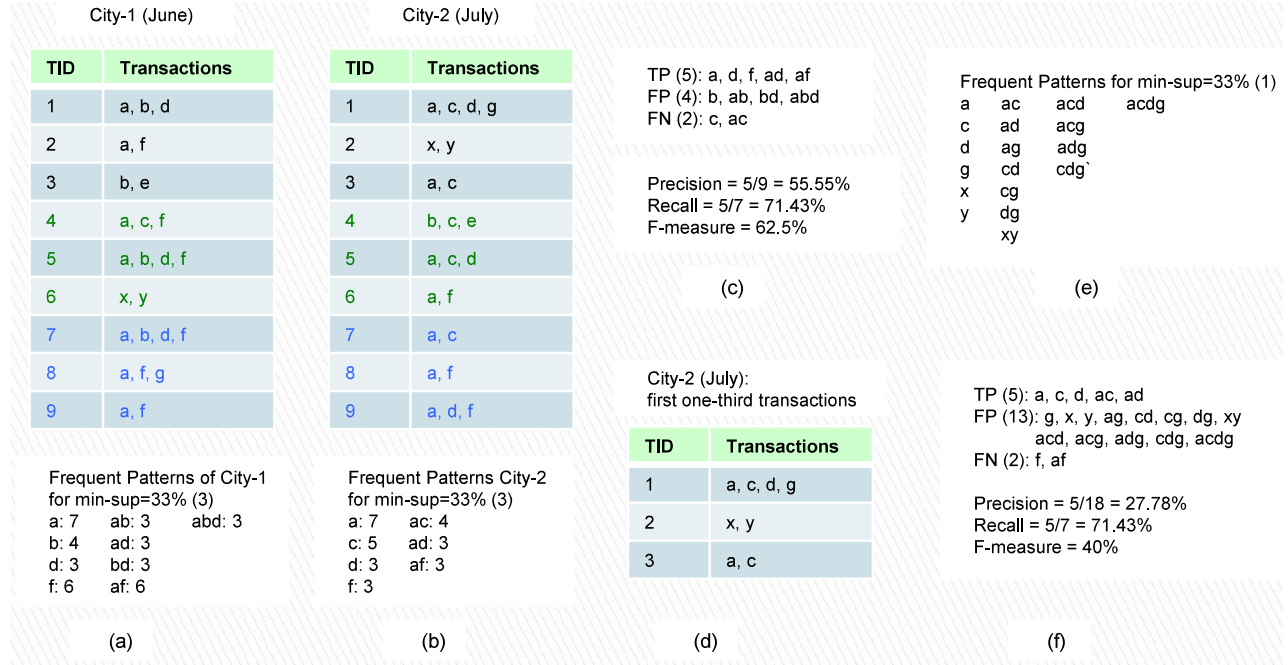 City-1 (June)
TID Transactions
1 a, b, d
2 a, f
3 b, e
4 a, c, f
5 a, b, d, f
6 x, y
7 a, b, d, f
8 a, f, g
9 a, f
Frequent Patterns of City-1
for min-sup=33% (3)
a: 7 ab: 3 abd: 3
b: 4 ad: 3
d: 3 bd: 3
f: 6 af: 6
(a)
City-2 (July)
TID Transactions
1 a, c, d, g
2 x, y
3 a, c
4 b, c, e
5 a, c, d
6 a, f
7 a, c
8 a, f
9 a, d, f
Frequent Patterns City-2
for min-sup=33% (3)
a: 7 ac: 4
c: 5 ad: 3
d: 3 af: 3
f: 3
(b)
TP (5): a, d, f, ad, af
FP (4): b, ab, bd, abd
FN (2): c, ac
Precision = 5/9 = 55.55%
Recall = 5/7 = 71.43%
F-measure = 62.5%
(c)
City-2 (July):
first one-third transactions
TID Transactions
1 a, c, d, g
2 x, y
3 a, c
(d)
Frequent Patterns for min-sup=33% (1)
a ac acd acdg
c ad acg
d ag adg
g cd cdg`
x cg
y dg
xy
(e)
TP (5): a, c, d, ac, ad
FP (13): g, x, y, ag, cd, cg, dg, xy
acd, acg, adg, cdg, acdg
FN (2): f, af
Precision = 5/18 = 27.78%
Recall = 5/7 = 71.43%
F-measure = 40%
(f)